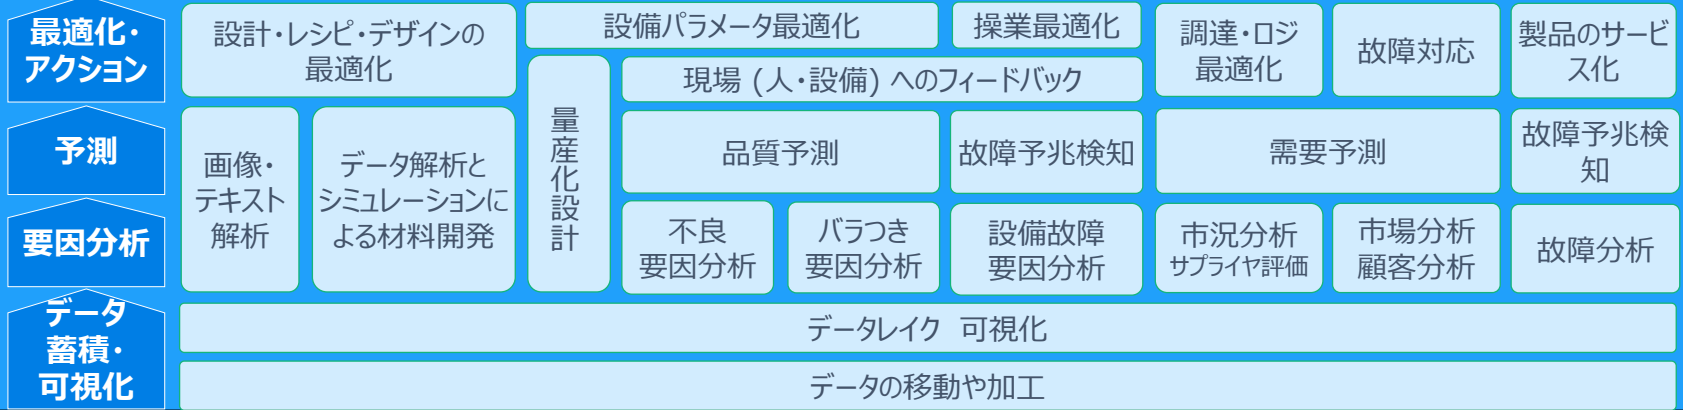 最適化・
アクション
設計・レシピ・デザインの
最適化
設備パラメータ最適化
操業最適化
調達・ロジ
最適化
故障対応
製品のサービ
ス化
現場 (人・設備) へのフィードバック
予測
画像・
テキスト
解析
データ解析と
シミュレーションに
よる材料開発
量産化設計
品質予測
故障予兆検知
需要予測
故障予兆検
知
要因分析
不良
要因分析
バラつき
要因分析
設備故障
要因分析
市況分析
サプライヤ評価
市場分析
顧客分析
故障分析
データ
蓄積・
可視化
データレイク 可視化
データの移動や加工